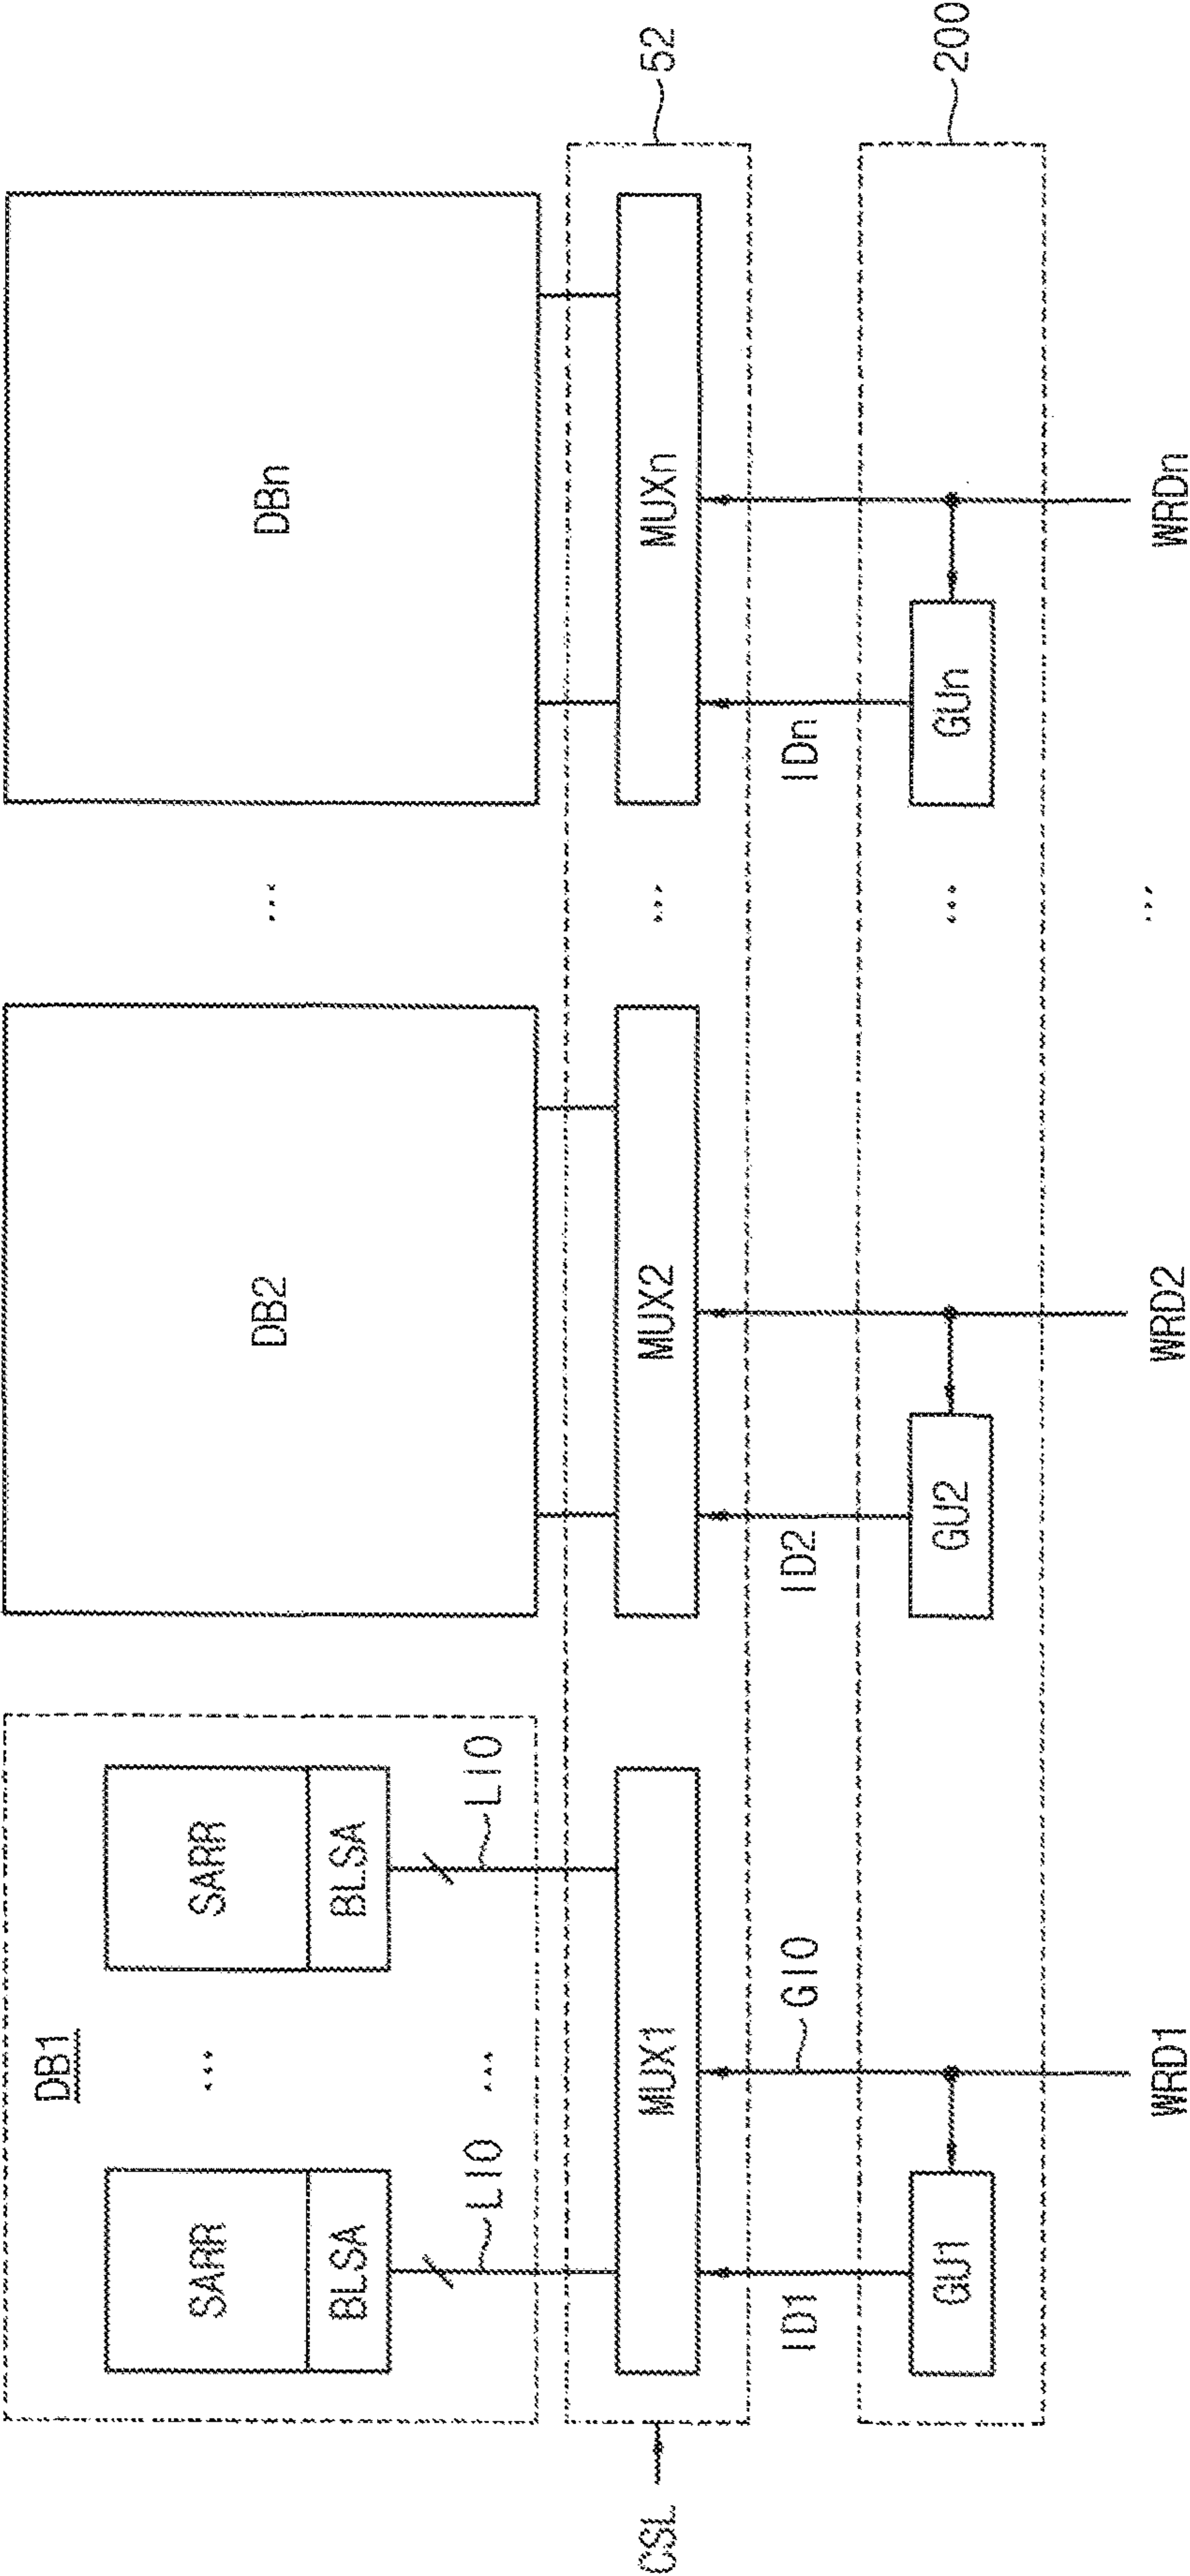 DB1
SARR
...
SARR
BLSA
BLSA
LIO
...
LIO
DB2
...
DBn
CSL
MUX1
MUX2
...
MUXn
52
ID1
GIO
ID2
IDn
GU1
GU2
...
GUn
200
WRD1
WRD2
...
WRDn